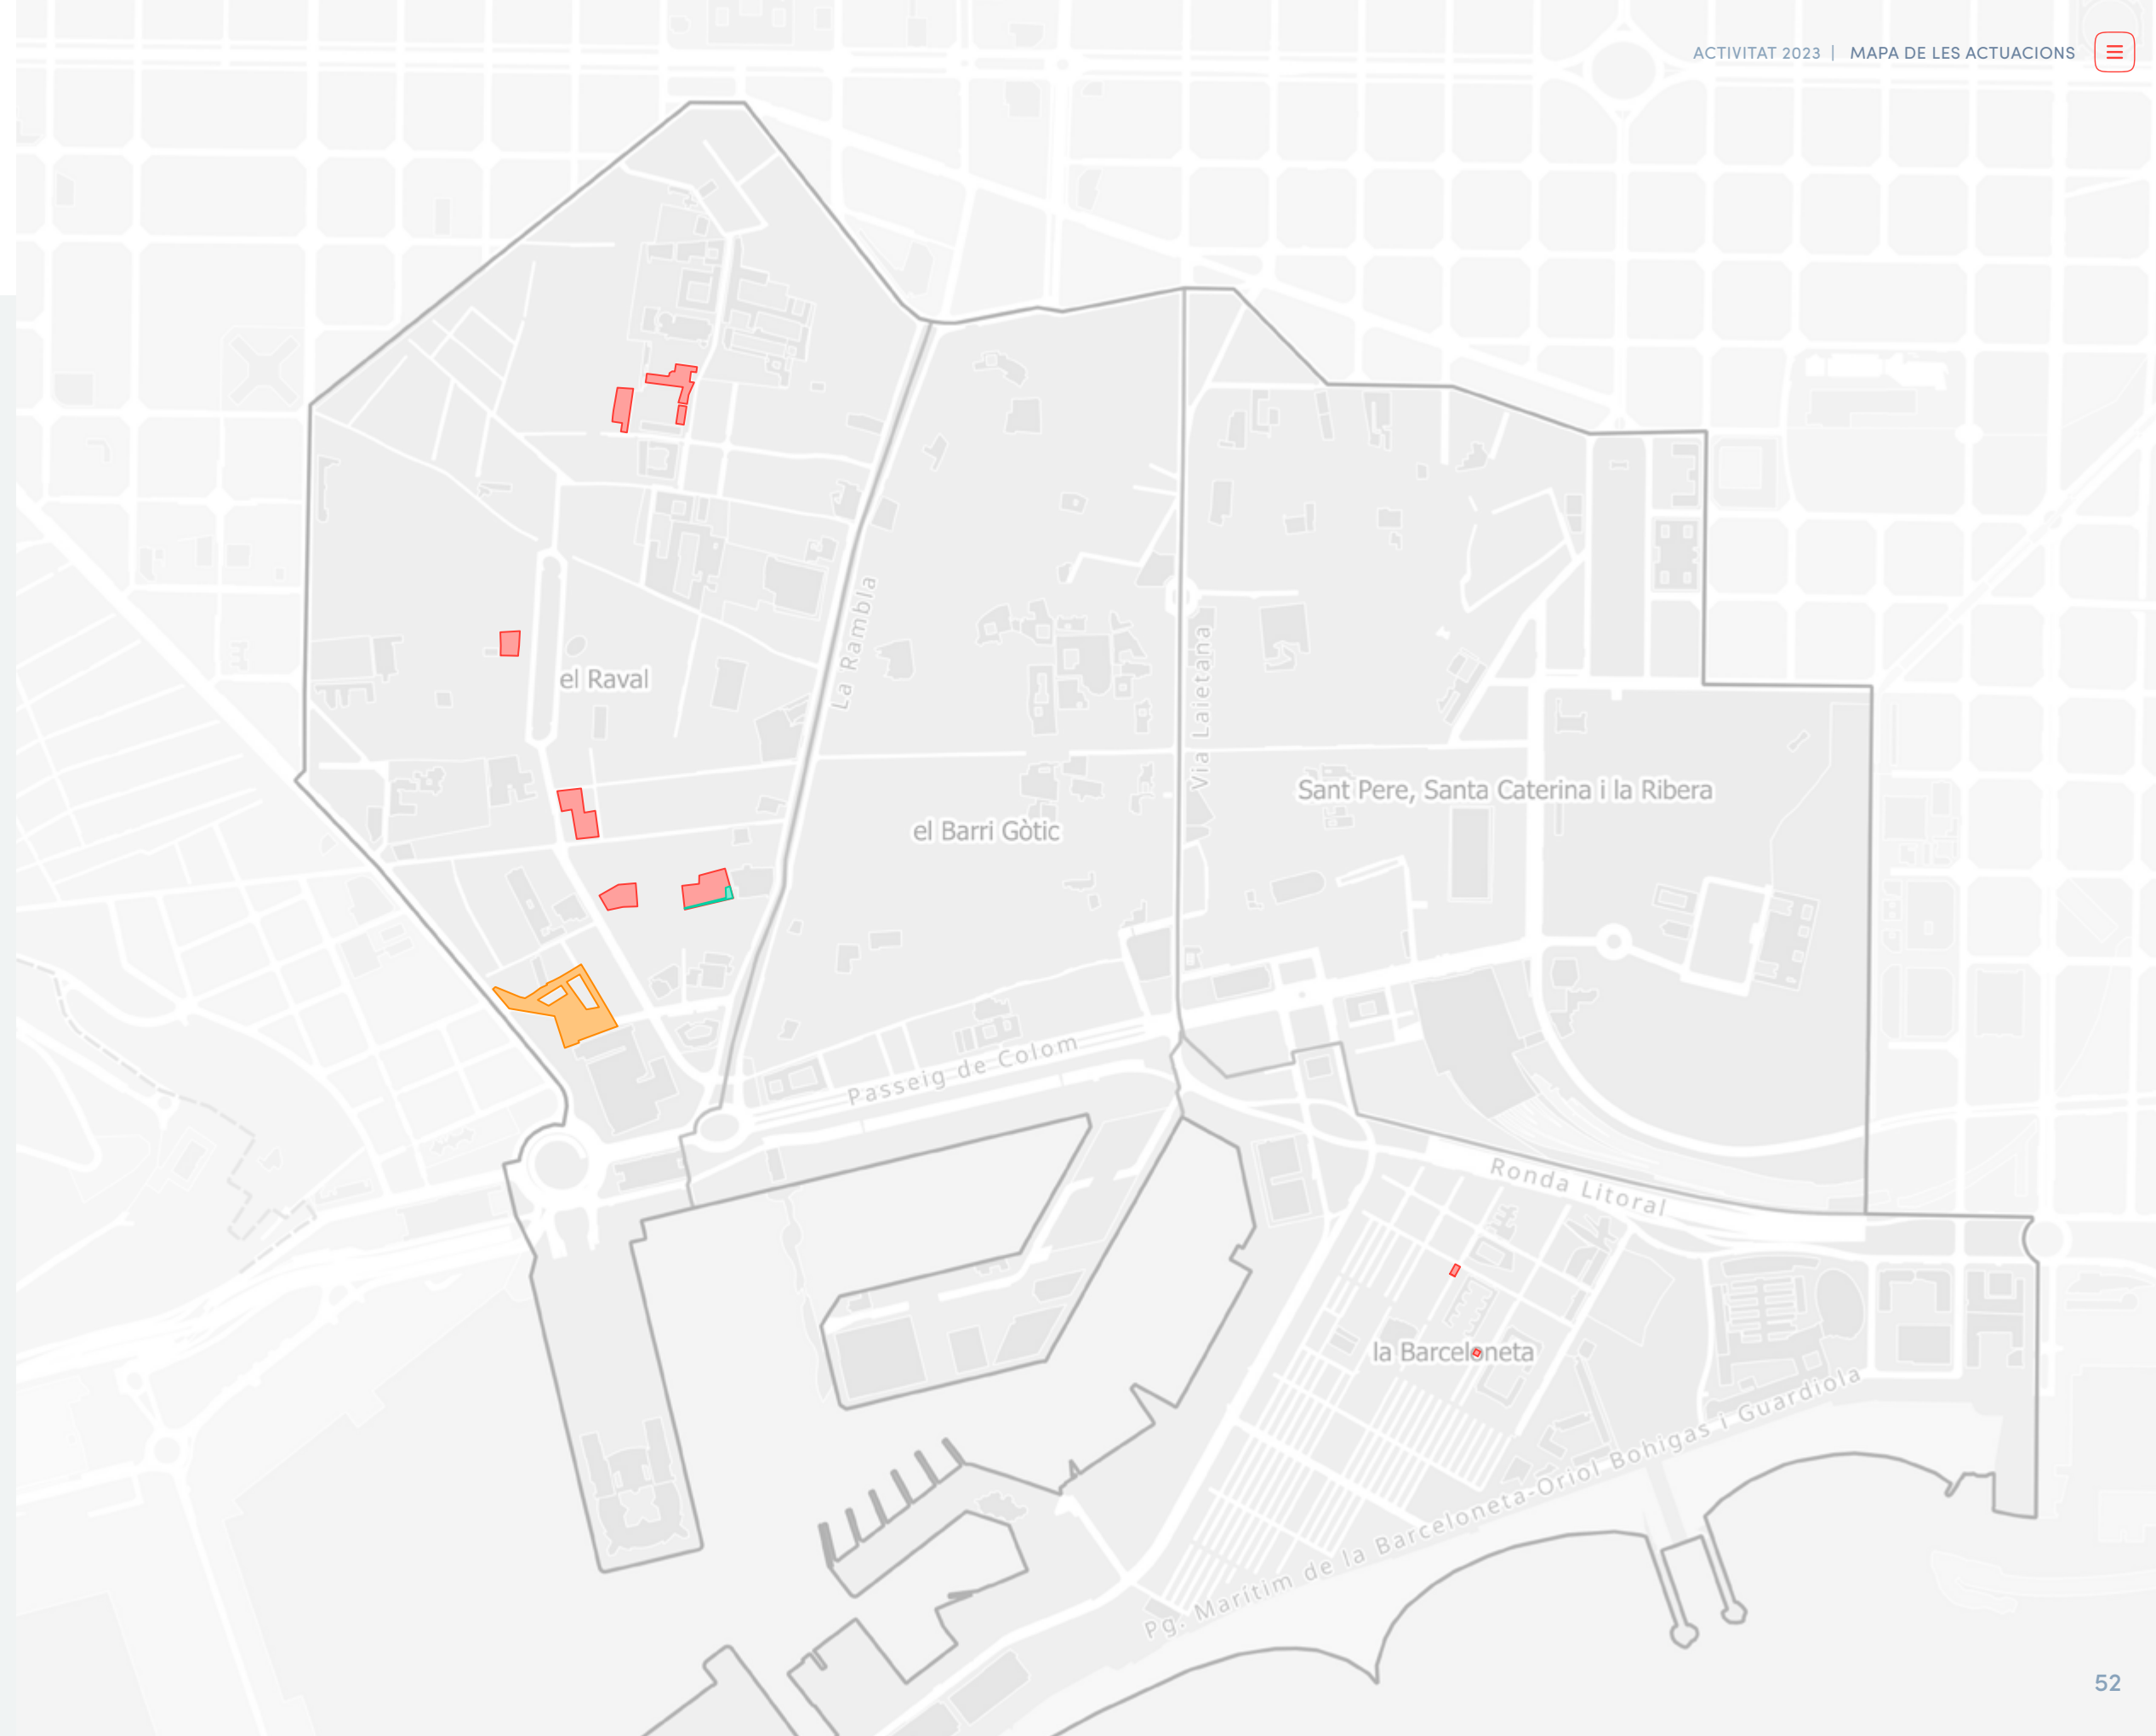 ACTIVITAT 2023 | MAPA DE LES ACTUACIONS
La Rambla
el Raval
Via Laietana
Sant Pere, Santa Caterina i la Ribera
el Barri Gòtic
Passeig de Colom
Ronda Litoral
la Barceloneta
Pg. Marítim de la Barceloneta-Oriol Bohigas i Guardiola
52